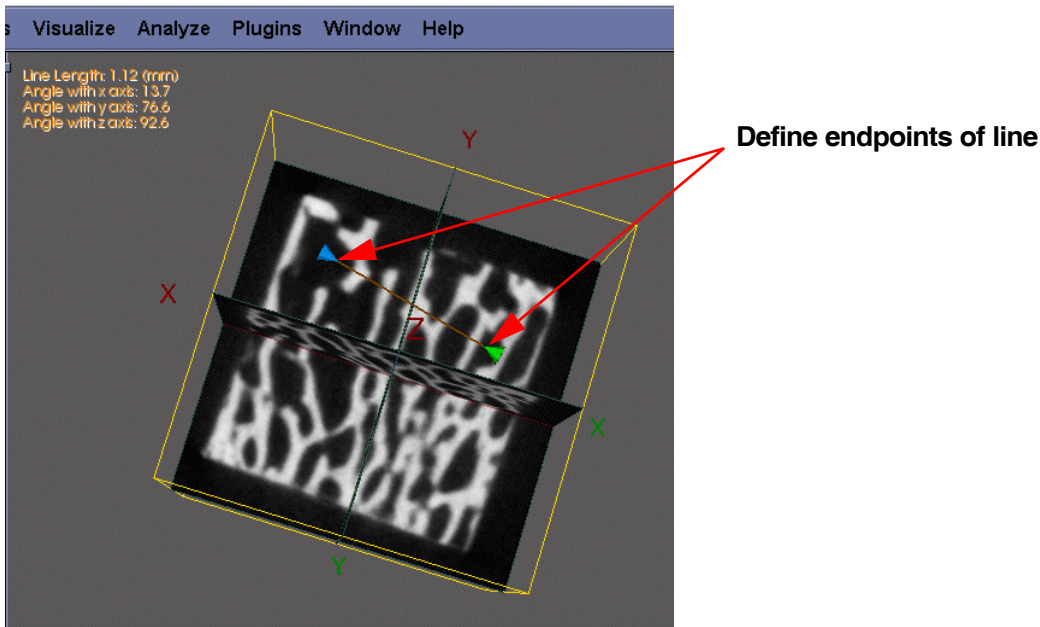 Visualize Analyze Plugins Window Help
Line Length: 1.12 (mm)
Angle with x axis: 13.7
Angle with y axis: 76.6
Angle with z axis: 92.6
Define endpoints of line
Y
X
Z
X
Y